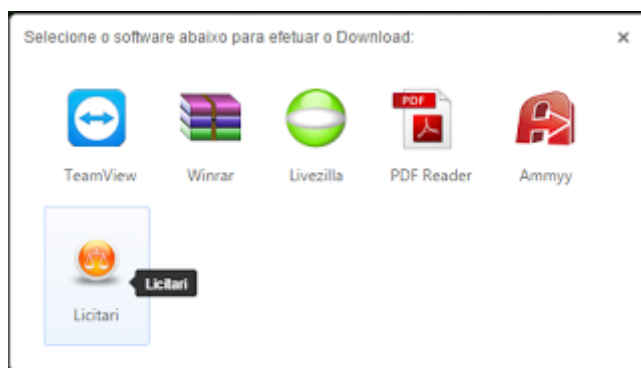 Selecione o software abaixo para efetuar o Download:
TeamView Winrar Livezilla PDF Reader Ammyy
PDF
Licitari
Licitari